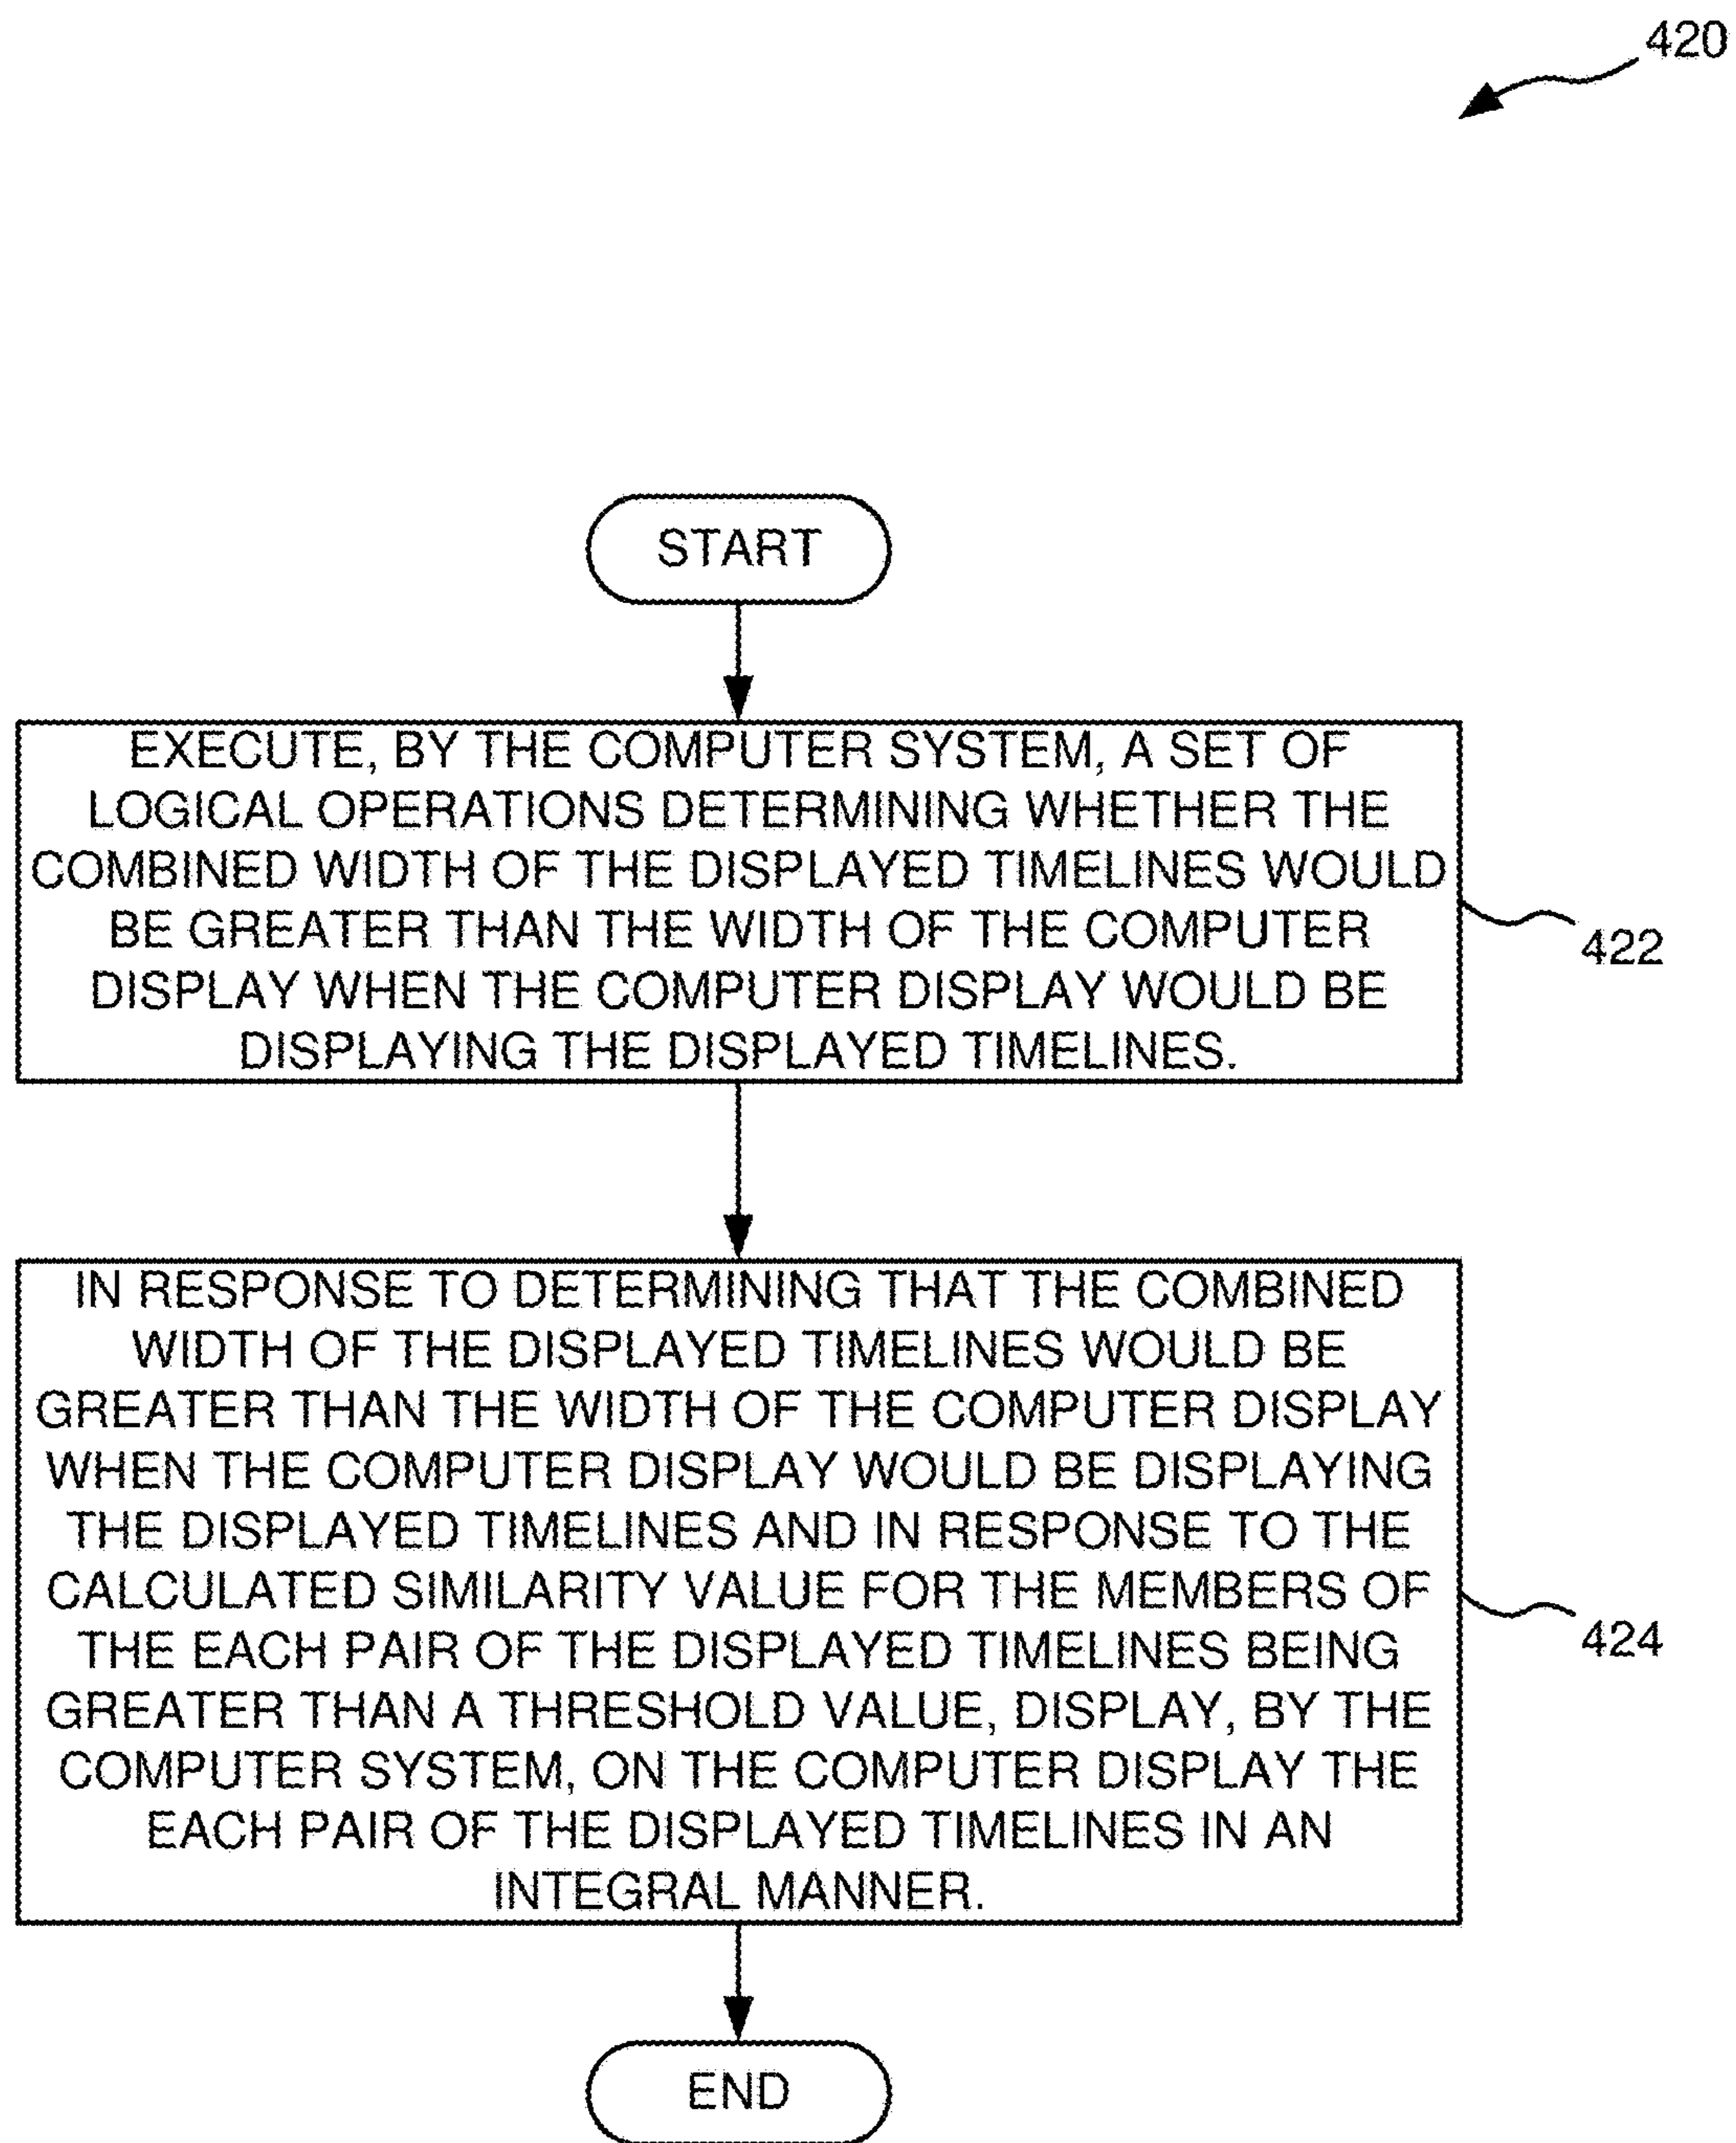 420
START
EXECUTE, BY THE COMPUTER SYSTEM, A SET OF
LOGICAL OPERATIONS DETERMINING WHETHER THE
COMBINED WIDTH OF THE DISPLAYED TIMELINES WOULD
BE GREATER THAN THE WIDTH OF THE COMPUTER
DISPLAY WHEN THE COMPUTER DISPLAY WOULD BE
DISPLAYING THE DISPLAYED TIMELINES.
422
IN RESPONSE TO DETERMINING THAT THE COMBINED
WIDTH OF THE DISPLAYED TIMELINES WOULD BE
GREATER THAN THE WIDTH OF THE COMPUTER DISPLAY
WHEN THE COMPUTER DISPLAY WOULD BE DISPLAYING
THE DISPLAYED TIMELINES AND IN RESPONSE TO THE
CALCULATED SIMILARITY VALUE FOR THE MEMBERS OF
THE EACH PAIR OF THE DISPLAYED TIMELINES BEING
GREATER THAN A THRESHOLD VALUE, DISPLAY, BY THE
COMPUTER SYSTEM, ON THE COMPUTER DISPLAY THE
EACH PAIR OF THE DISPLAYED TIMELINES IN AN
INTEGRAL MANNER.
424
END